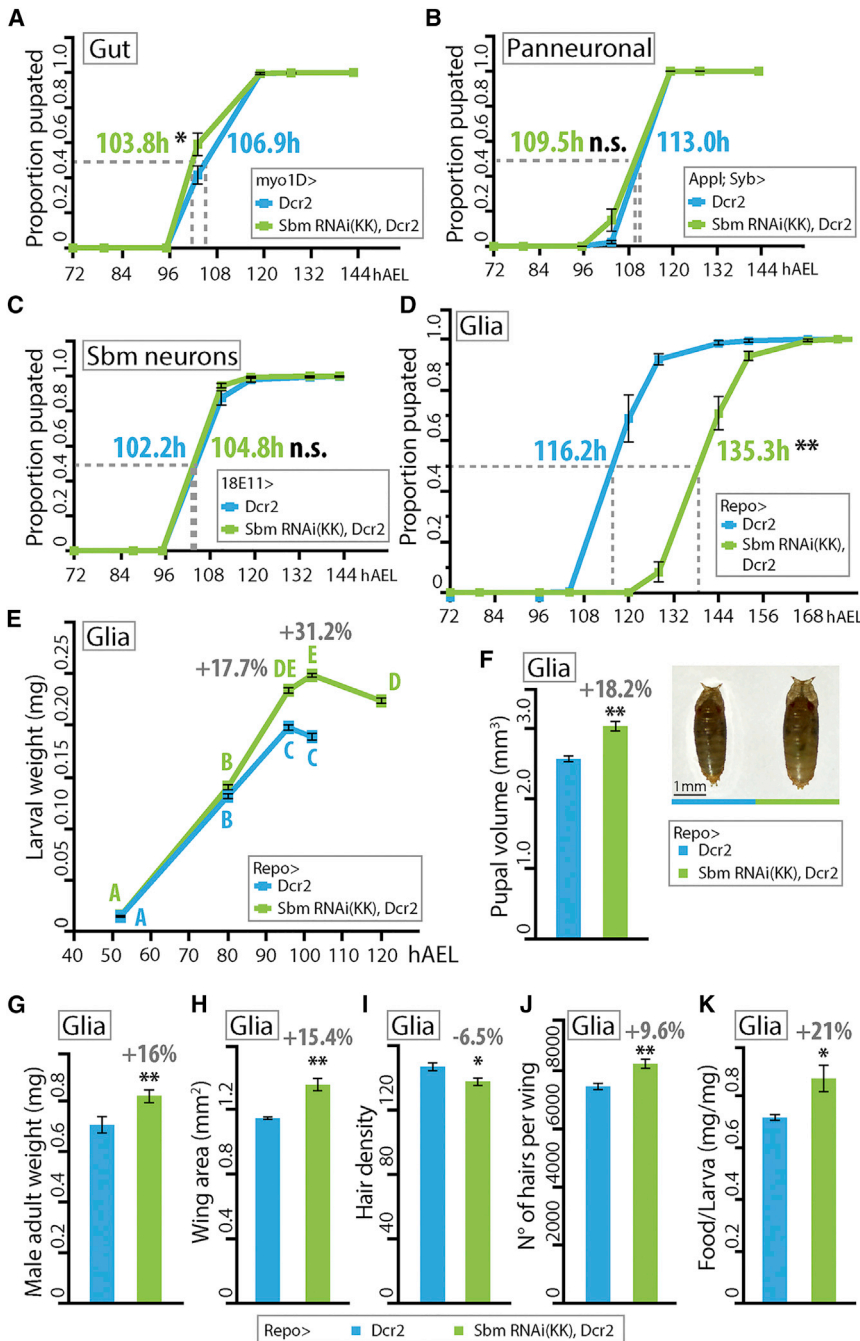 A
Gut
Proportion pupated
0 0.2 0.4 0.6 0.8 1.0
103.8h * 106.9h
myo1D>
Dcr2
Sbm RNAi(KK), Dcr2
72 84 96 108 120 132 144 hAEL
B
Panneuronal
Proportion pupated
0 0.2 0.4 0.6 0.8 1.0
109.5h n.s. 113.0h
Appl; Syb>
Dcr2
Sbm RNAi(KK), Dcr2
72 84 96 108 120 132 144 hAEL
C
Sbm neurons
Proportion pupated
0 0.2 0.4 0.6 0.8 1.0
102.2h 104.8h n.s.
18E11>
Dcr2
Sbm RNAi(KK), Dcr2
72 84 96 108 120 132 144 hAEL
D
Glia
Proportion pupated
0 0.2 0.4 0.6 0.8 1.0
116.2h 135.3h **
Repo>
Dcr2
Sbm RNAi(KK),
Dcr2
72 84 96 108 120 132 144 156 168 hAEL
E
Glia
Larval weight (mg)
0 0.05 0.10 0.15 0.20 0.25
+31.2%
+17.7%
DE E D
B
C C
B
A A
Repo>
Dcr2
Sbm RNAi(KK), Dcr2
40 50 60 70 80 90 100 110 120 hAEL
F
Glia
+18.2%
**
Pupal volume (mm³)
0 1.0 2.0 3.0
1mm
Repo>
Dcr2
Sbm RNAi(KK), Dcr2
G
Glia
+16%
**
Male adult weight (mg)
0 0.2 0.4 0.6 0.8
H
Glia
+15.4%
**
Wing area (mm²)
0 0.4 0.8 1.2
I
Glia
-6.5%
*
Hair density
0 40 80 120
J
Glia
+9.6%
**
N° of hairs per wing
0 2000 4000 6000 8000
K
Glia
+21%
*
Food/Larva (mg/mg)
0 0.2 0.4 0.6 0.8
Repo> Dcr2 Sbm RNAi(KK), Dcr2